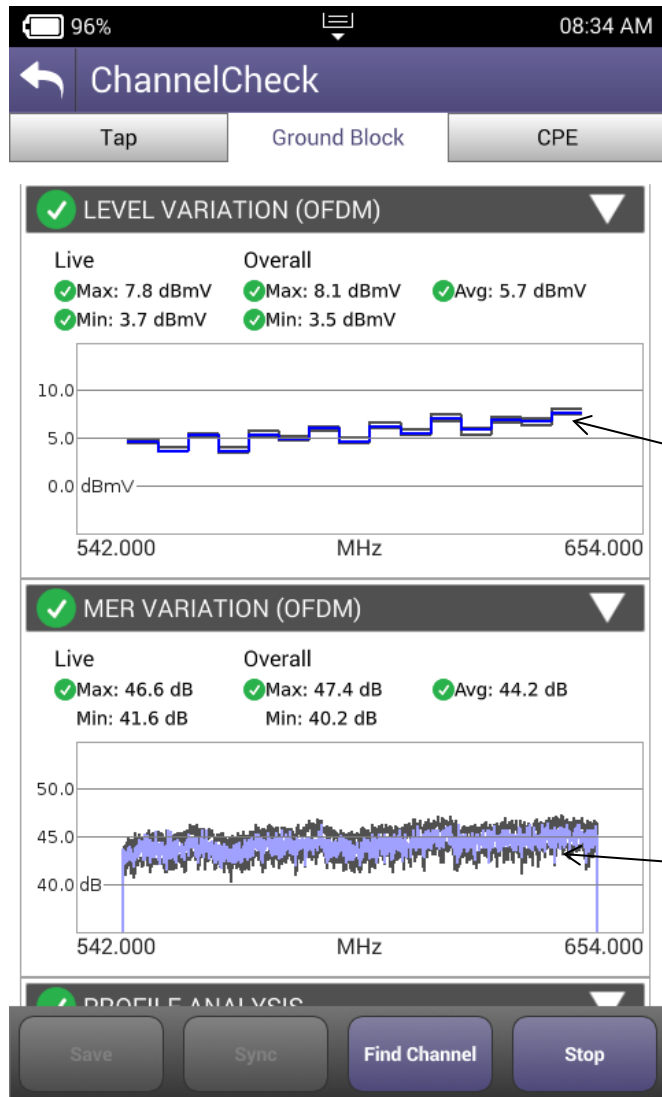 96% 08:34 AM
ChannelCheck
Tap Ground Block CPE
LEVEL VARIATION (OFDM)
Live Overall
Max: 7.8 dBmV Max: 8.1 dBmV Avg: 5.7 dBmV
Min: 3.7 dBmV Min: 3.5 dBmV
10.0
5.0
0.0 dBmV
542.000 MHz 654.000
MER VARIATION (OFDM)
Live Overall
Max: 46.6 dB Max: 47.4 dB Avg: 44.2 dB
Min: 41.6 dB Min: 40.2 dB
50.0
45.0
40.0 dB
542.000 MHz 654.000
PROFILE ANALYSIS
Save Sync Find Channel Stop